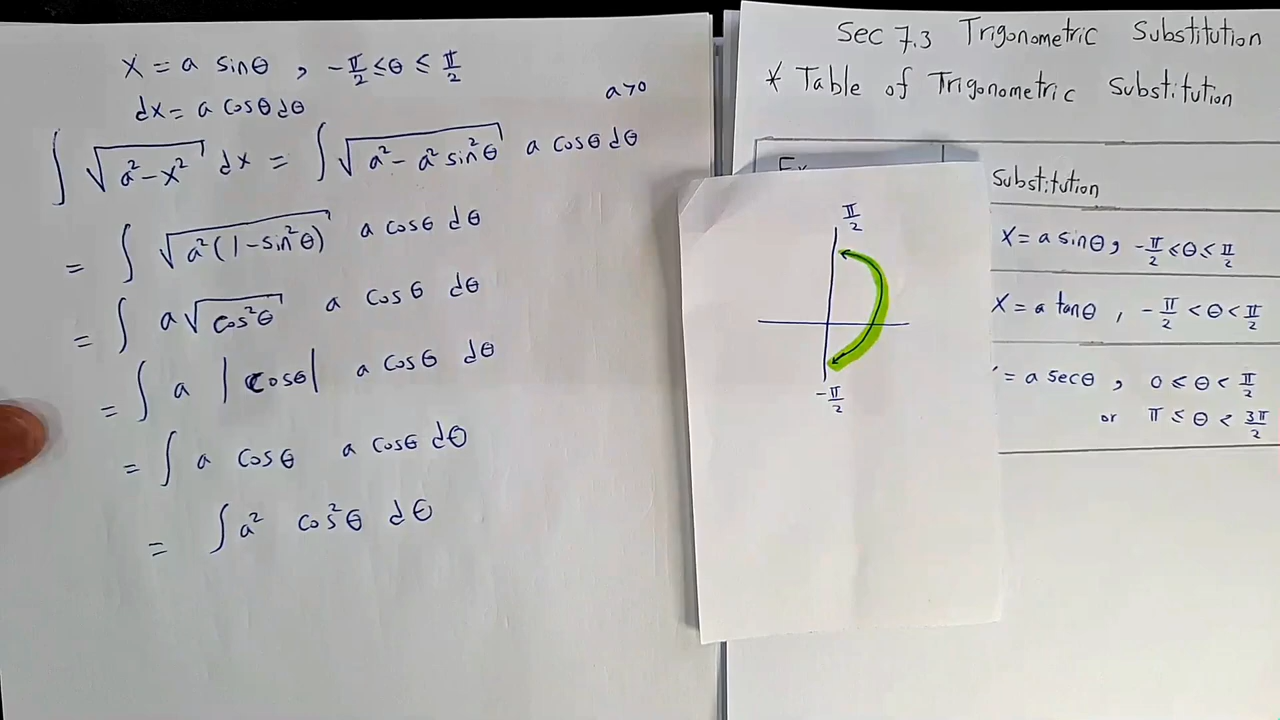 x = a sinθ , -π/2 ≤ θ ≤ π/2
dx = a cosθ dθ
a>0
∫ √(a²-x²) dx = ∫ √(a² - a² sin²θ) a cosθ dθ
= ∫ √(a²(1-sin²θ)) a cosθ dθ
= ∫ a√(cos²θ) a cosθ dθ
= ∫ a |cosθ| a cosθ dθ
= ∫ a cosθ a cosθ dθ
= ∫ a² cos²θ dθ
π/2
-π/2
Sec 7.3 Trigonometric Substitution
* Table of Trigonometric Substitution
Substitution
x = a sinθ, -π/2 ≤ θ ≤ π/2
x = a tanθ , -π/2 < θ < π/2
= a secθ , 0 ≤ θ < π/2
or π ≤ θ < 3π/2